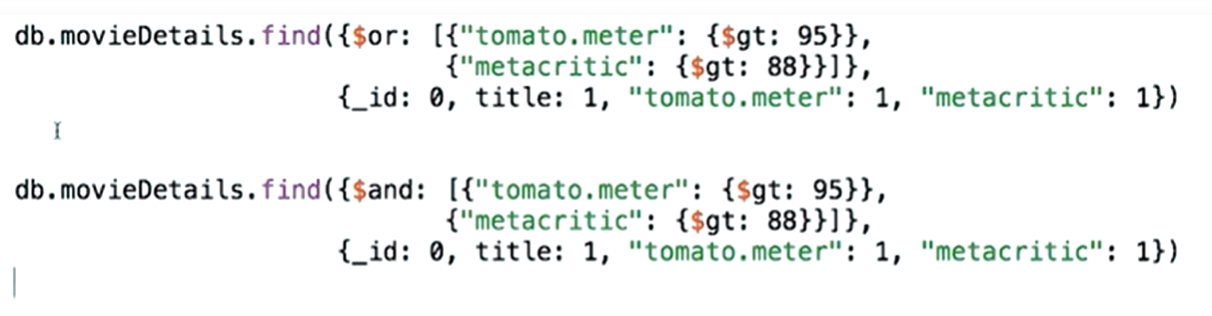 db.movieDetails.find({$or: [{"tomato.meter": {$gt: 95}},
{"metacritic": {$gt: 88}}]},
{_id: 0, title: 1, "tomato.meter": 1, "metacritic": 1})
db.movieDetails.find({$and: [{"tomato.meter": {$gt: 95}},
{"metacritic": {$gt: 88}}]},
{_id: 0, title: 1, "tomato.meter": 1, "metacritic": 1})